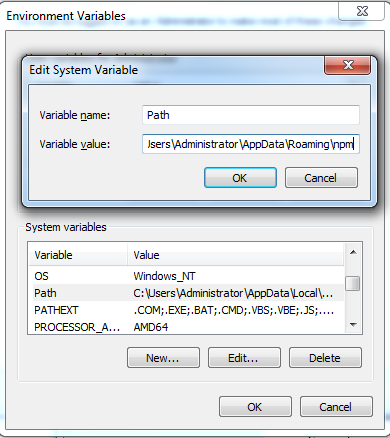 Environment Variables
Edit System Variable
Variable name: Path
Variable value: Jsers\Administrator\AppData\Roaming\npm
OK Cancel
System variables
Variable Value
OS Windows_NT
Path C:\Users\Administrator\AppData\Local\...
PATHEXT .COM;.EXE;.BAT;.CMD;.VBS;.VBE;.JS;....
PROCESSOR_A... AMD64
New... Edit... Delete
OK Cancel